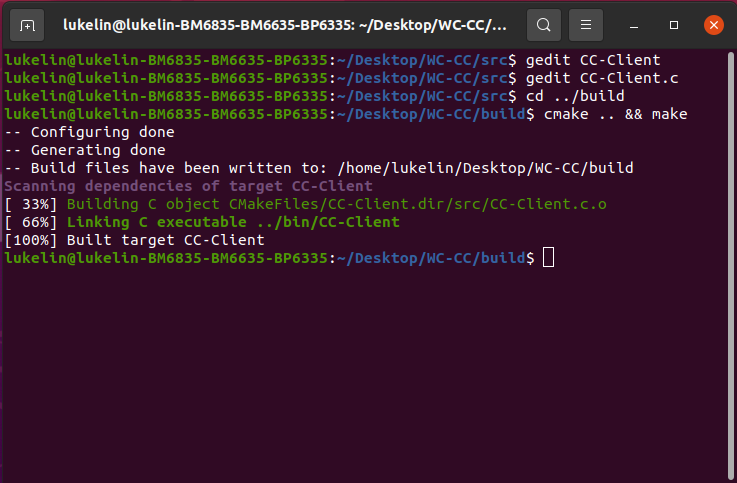 lukelin@lukelin-BM6835-BM6635-BP6335: ~/Desktop/WC-CC/...
lukelin@lukelin-BM6835-BM6635-BP6335:~/Desktop/WC-CC/src$ gedit CC-Client
lukelin@lukelin-BM6835-BM6635-BP6335:~/Desktop/WC-CC/src$ gedit CC-Client.c
lukelin@lukelin-BM6835-BM6635-BP6335:~/Desktop/WC-CC/src$ cd ../build
lukelin@lukelin-BM6835-BM6635-BP6335:~/Desktop/WC-CC/build$ cmake .. && make
-- Configuring done
-- Generating done
-- Build files have been written to: /home/lukelin/Desktop/WC-CC/build
Scanning dependencies of target CC-Client
[ 33%] Building C object CMakeFiles/CC-Client.dir/src/CC-Client.c.o
[ 66%] Linking C executable ../bin/CC-Client
[100%] Built target CC-Client
lukelin@lukelin-BM6835-BM6635-BP6335:~/Desktop/WC-CC/build$